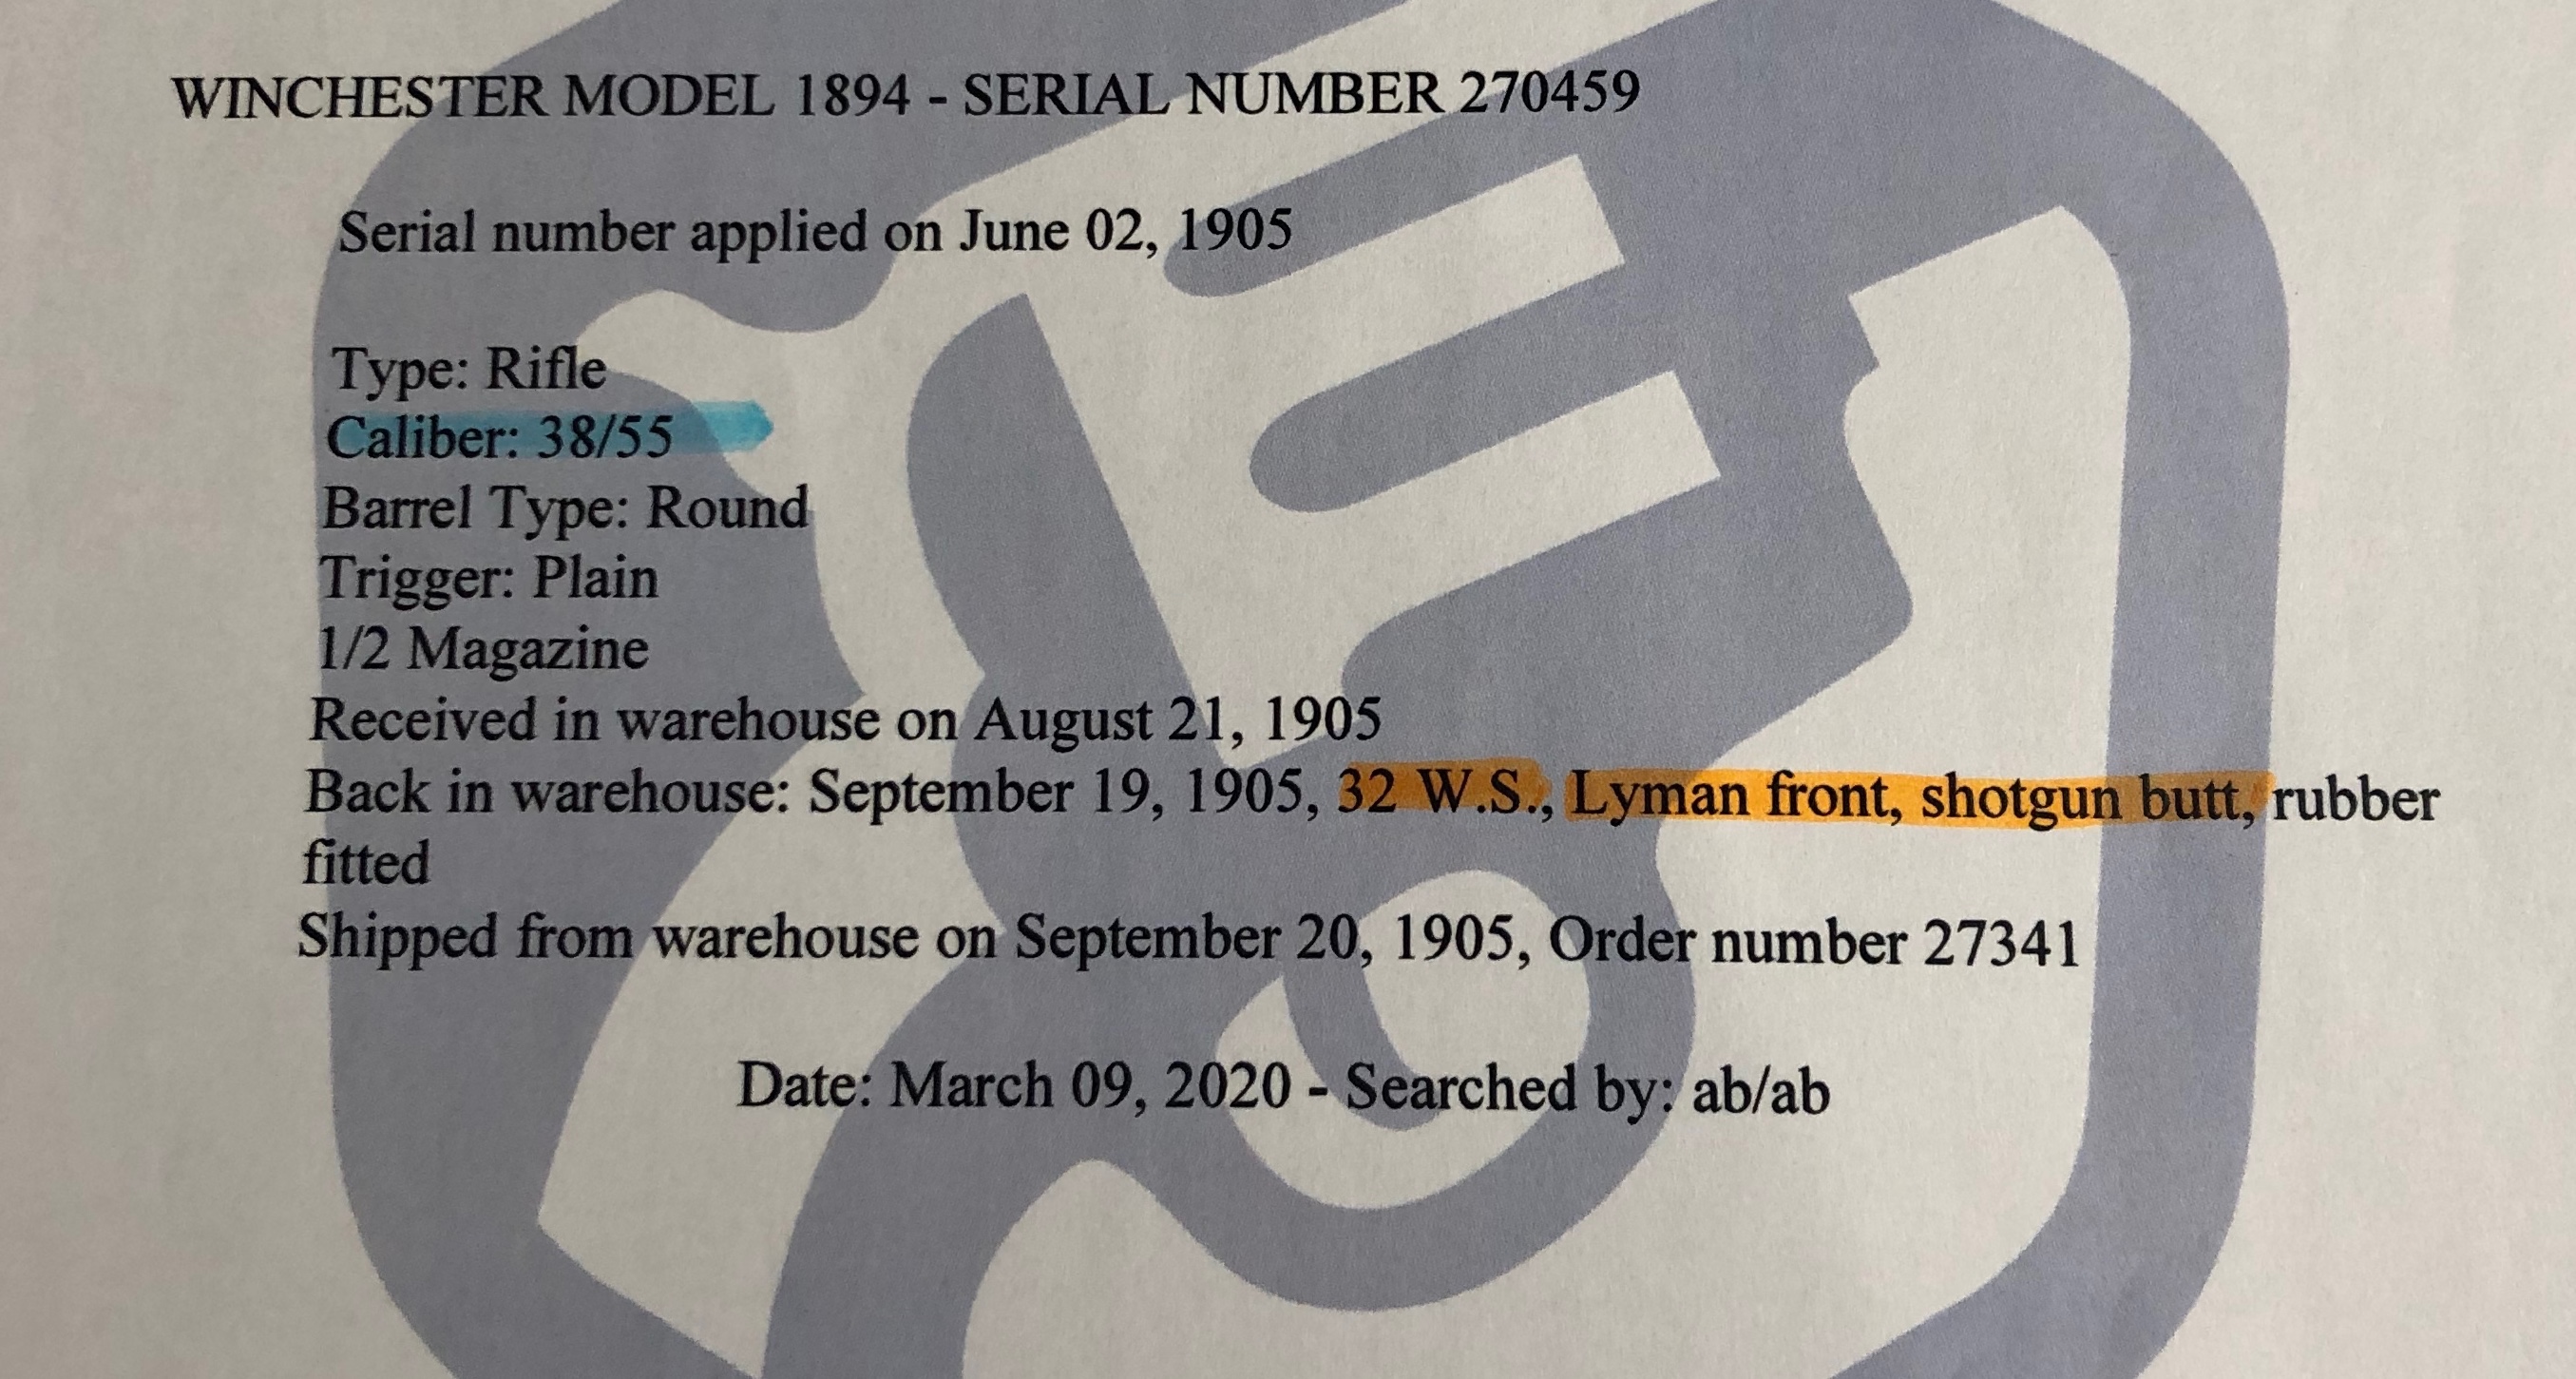 WINCHESTER MODEL 1894 - SERIAL NUMBER 270459
Serial number applied on June 02, 1905
Type: Rifle
Caliber: 38/55
Barrel Type: Round
Trigger: Plain
1/2 Magazine
Received in warehouse on August 21, 1905
Back in warehouse: September 19, 1905, 32 W.S., Lyman front, shotgun butt, rubber
fitted
Shipped from warehouse on September 20, 1905, Order number 27341
Date: March 09, 2020 - Searched by: ab/ab